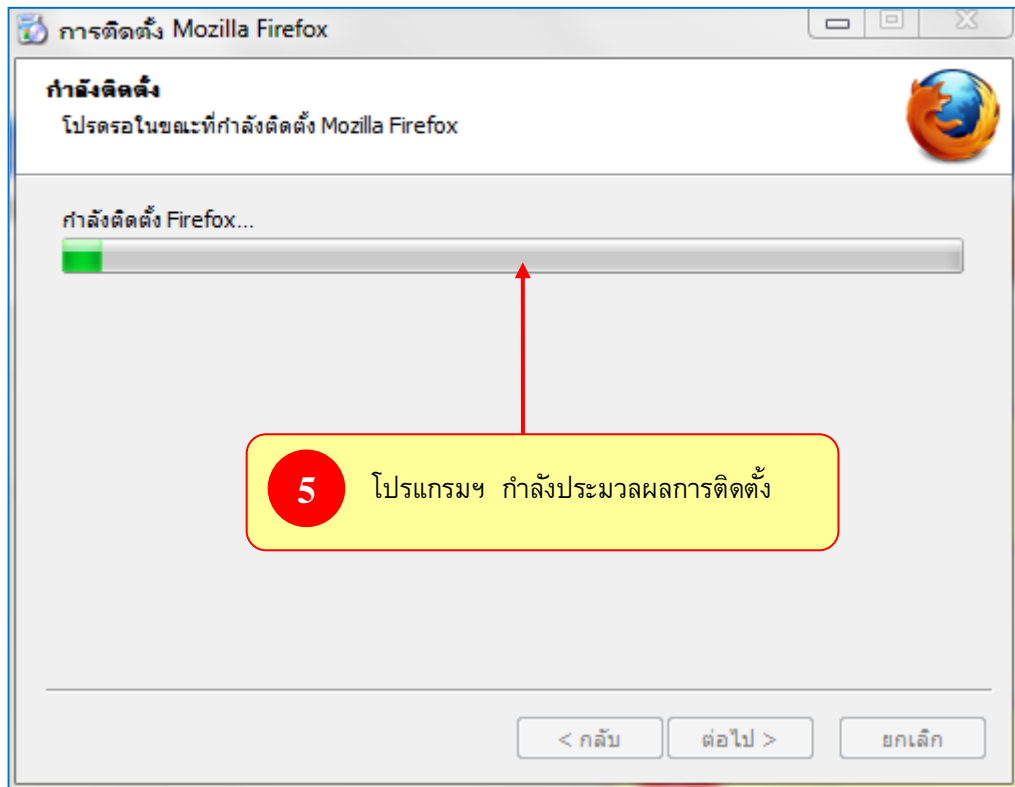 การติดตั้ง Mozilla Firefox
กำลังติดตั้ง
โปรดรอในขณะที่กำลังติดตั้ง Mozilla Firefox
กำลังติดตั้ง Firefox...
5 โปรแกรมฯ กำลังประมวลผลการติดตั้ง
< กลับ ต่อไป > ยกเลิก